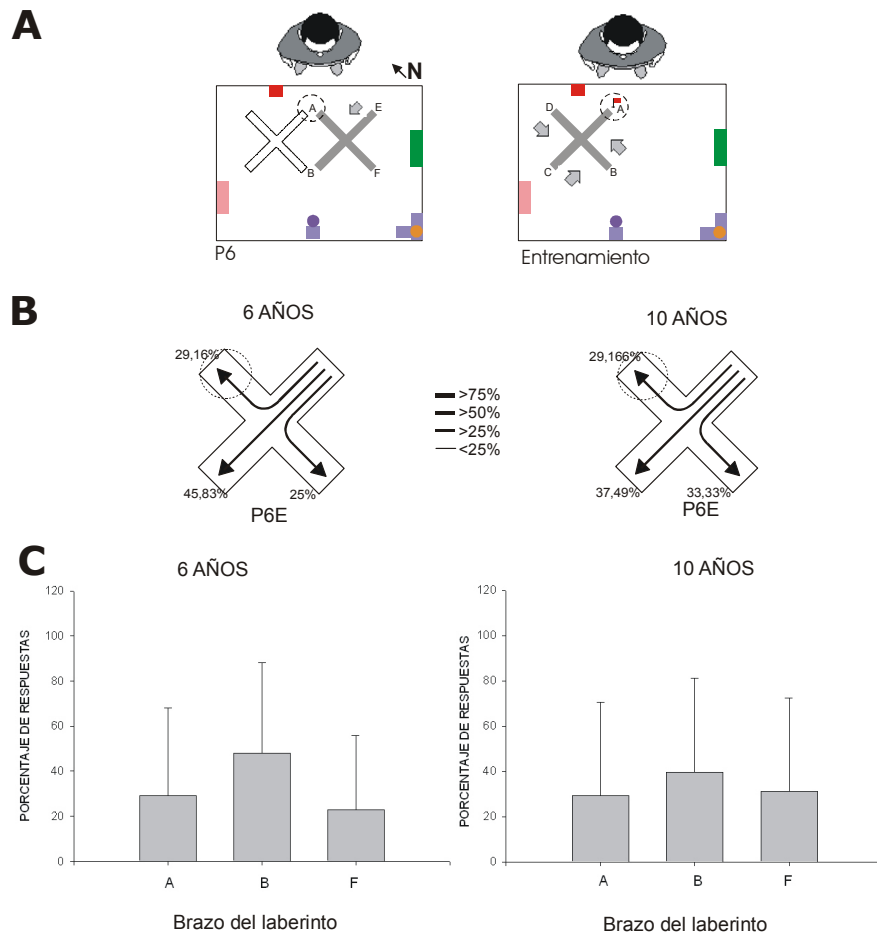 A
N
A
E
B
F
P6
A
D
C
B
Entrenamiento
B
6 AÑOS
29,16%
45,83%
25%
P6E
>75%
>50%
>25%
<25%
10 AÑOS
29,166%
37,49%
33,33%
P6E
C
6 AÑOS
PORCENTAJE DE RESPUESTAS
120
100
80
60
40
20
0
A
B
F
Brazo del laberinto
10 AÑOS
PORCENTAJE DE RESPUESTAS
120
100
80
60
40
20
0
A
B
F
Brazo del laberinto